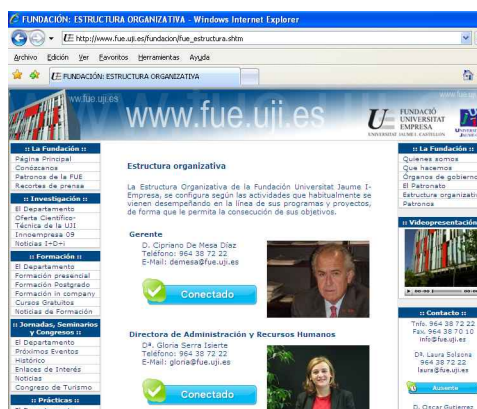 FUNDACIÓN: ESTRUCTURA ORGANIZATIVA - Windows Internet Explorer
http://www.fue.uji.es/fundacion/fue_estructura.shtm
Archivo Edición Ver Favoritos Herramientas Ayuda
FUNDACIÓN: ESTRUCTURA ORGANIZATIVA
www.fue.uji.es
FUNDACIÓ
UNIVERSITAT
EMPRESA
UNIVERSITAT JAUME I. CASTELLÓN
:: La Fundación ::
Página Principal
Conózcanos
Patronos de la FUE
Recortes de prensa
:: Investigación ::
El Departamento
Oferta Científico-
Técnica de la UJI
Innoempresa 09
Noticias I+D+i
:: Formación ::
El Departamento
Formación presencial
Formación Postgrado
Formación in company
Cursos Gratuitos
Noticias de Formación
:: Jornadas, Seminarios
y Congresos ::
El Departamento
Próximos Eventos
Histórico
Enlaces de Interés
Noticias
Congreso de Turismo
:: Prácticas ::
Estructura organizativa
La Estructura Organizativa de la Fundación Universitat Jaume I-
Empresa, se configura según las actividades que habitualmente se
vienen desempeñando en la línea de sus programas y proyectos,
de forma que le permita la consecución de sus objetivos.
Gerente
D. Cipriano De Mesa Díaz
Teléfono: 964 38 72 22
E-Mail: demesa@fue.uji.es
Conectado
Directora de Administración y Recursos Humanos
Dª. Gloria Serra Isierte
Teléfono: 964 38 72 22
E-Mail: gloria@fue.uji.es
Conectado
:: La Fundación ::
Quienes somos
Que hacemos
Órganos de gobierno
El Patronato
Estructura organizati
Patronos
:: Videopresentación
:: Contacto ::
Tnfo. 964 38 72 22
Fax. 964 38 70 10
info@fue.uji.es
Dª. Laura Solsona
964 38 72 22
laura@fue.uji.es
Ausente
D. Oscar Gutierrez